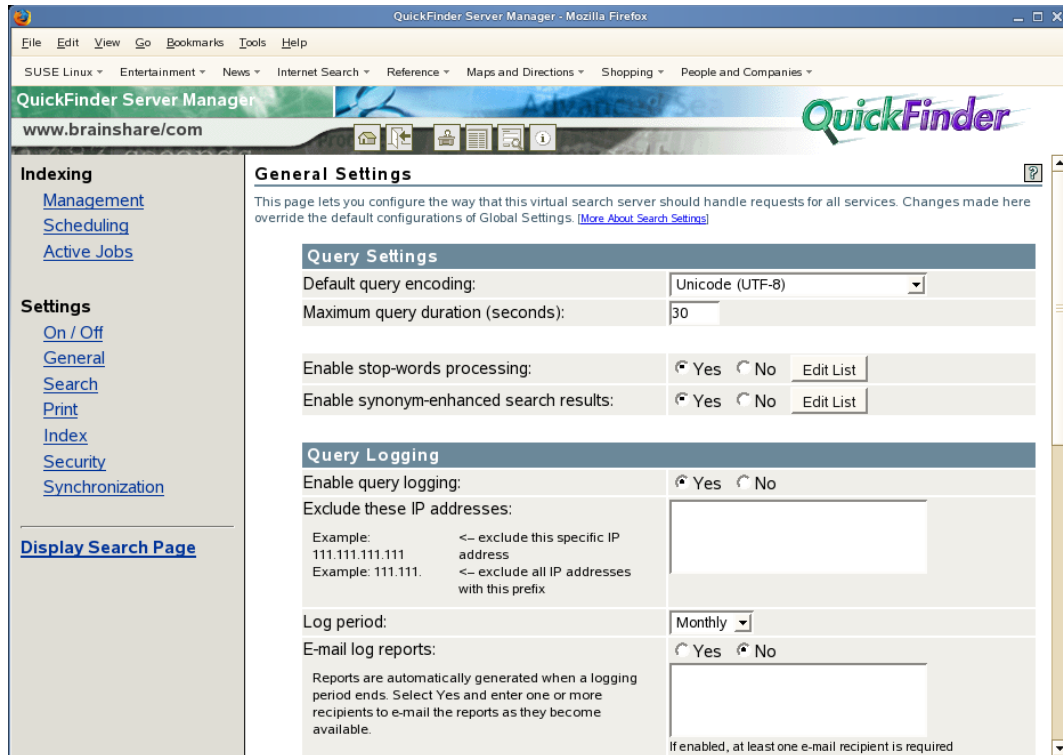 QuickFinder Server Manager - Mozilla Firefox
File Edit View Go Bookmarks Tools Help
SUSE Linux Entertainment News Internet Search Reference Maps and Directions Shopping People and Companies
QuickFinder Server Manager
Advanced Sea
www.brainshare/com
QuickFinder
Indexing
Management
Scheduling
Active Jobs
Settings
On / Off
General
Search
Print
Index
Security
Synchronization
Display Search Page
General Settings
?
This page lets you configure the way that this virtual search server should handle requests for all services. Changes made here
override the default configurations of Global Settings. [More About Search Settings]
Query Settings
Default query encoding: Unicode (UTF-8)
Maximum query duration (seconds): 30
Enable stop-words processing: Yes No Edit List
Enable synonym-enhanced search results: Yes No Edit List
Query Logging
Enable query logging: Yes No
Exclude these IP addresses:
Example: <– exclude this specific IP
111.111.111.111 address
Example: 111.111. <– exclude all IP addresses
with this prefix
Log period: Monthly
E-mail log reports: Yes No
Reports are automatically generated when a logging
period ends. Select Yes and enter one or more
recipients to e-mail the reports as they become
available.
If enabled, at least one e-mail recipient is required